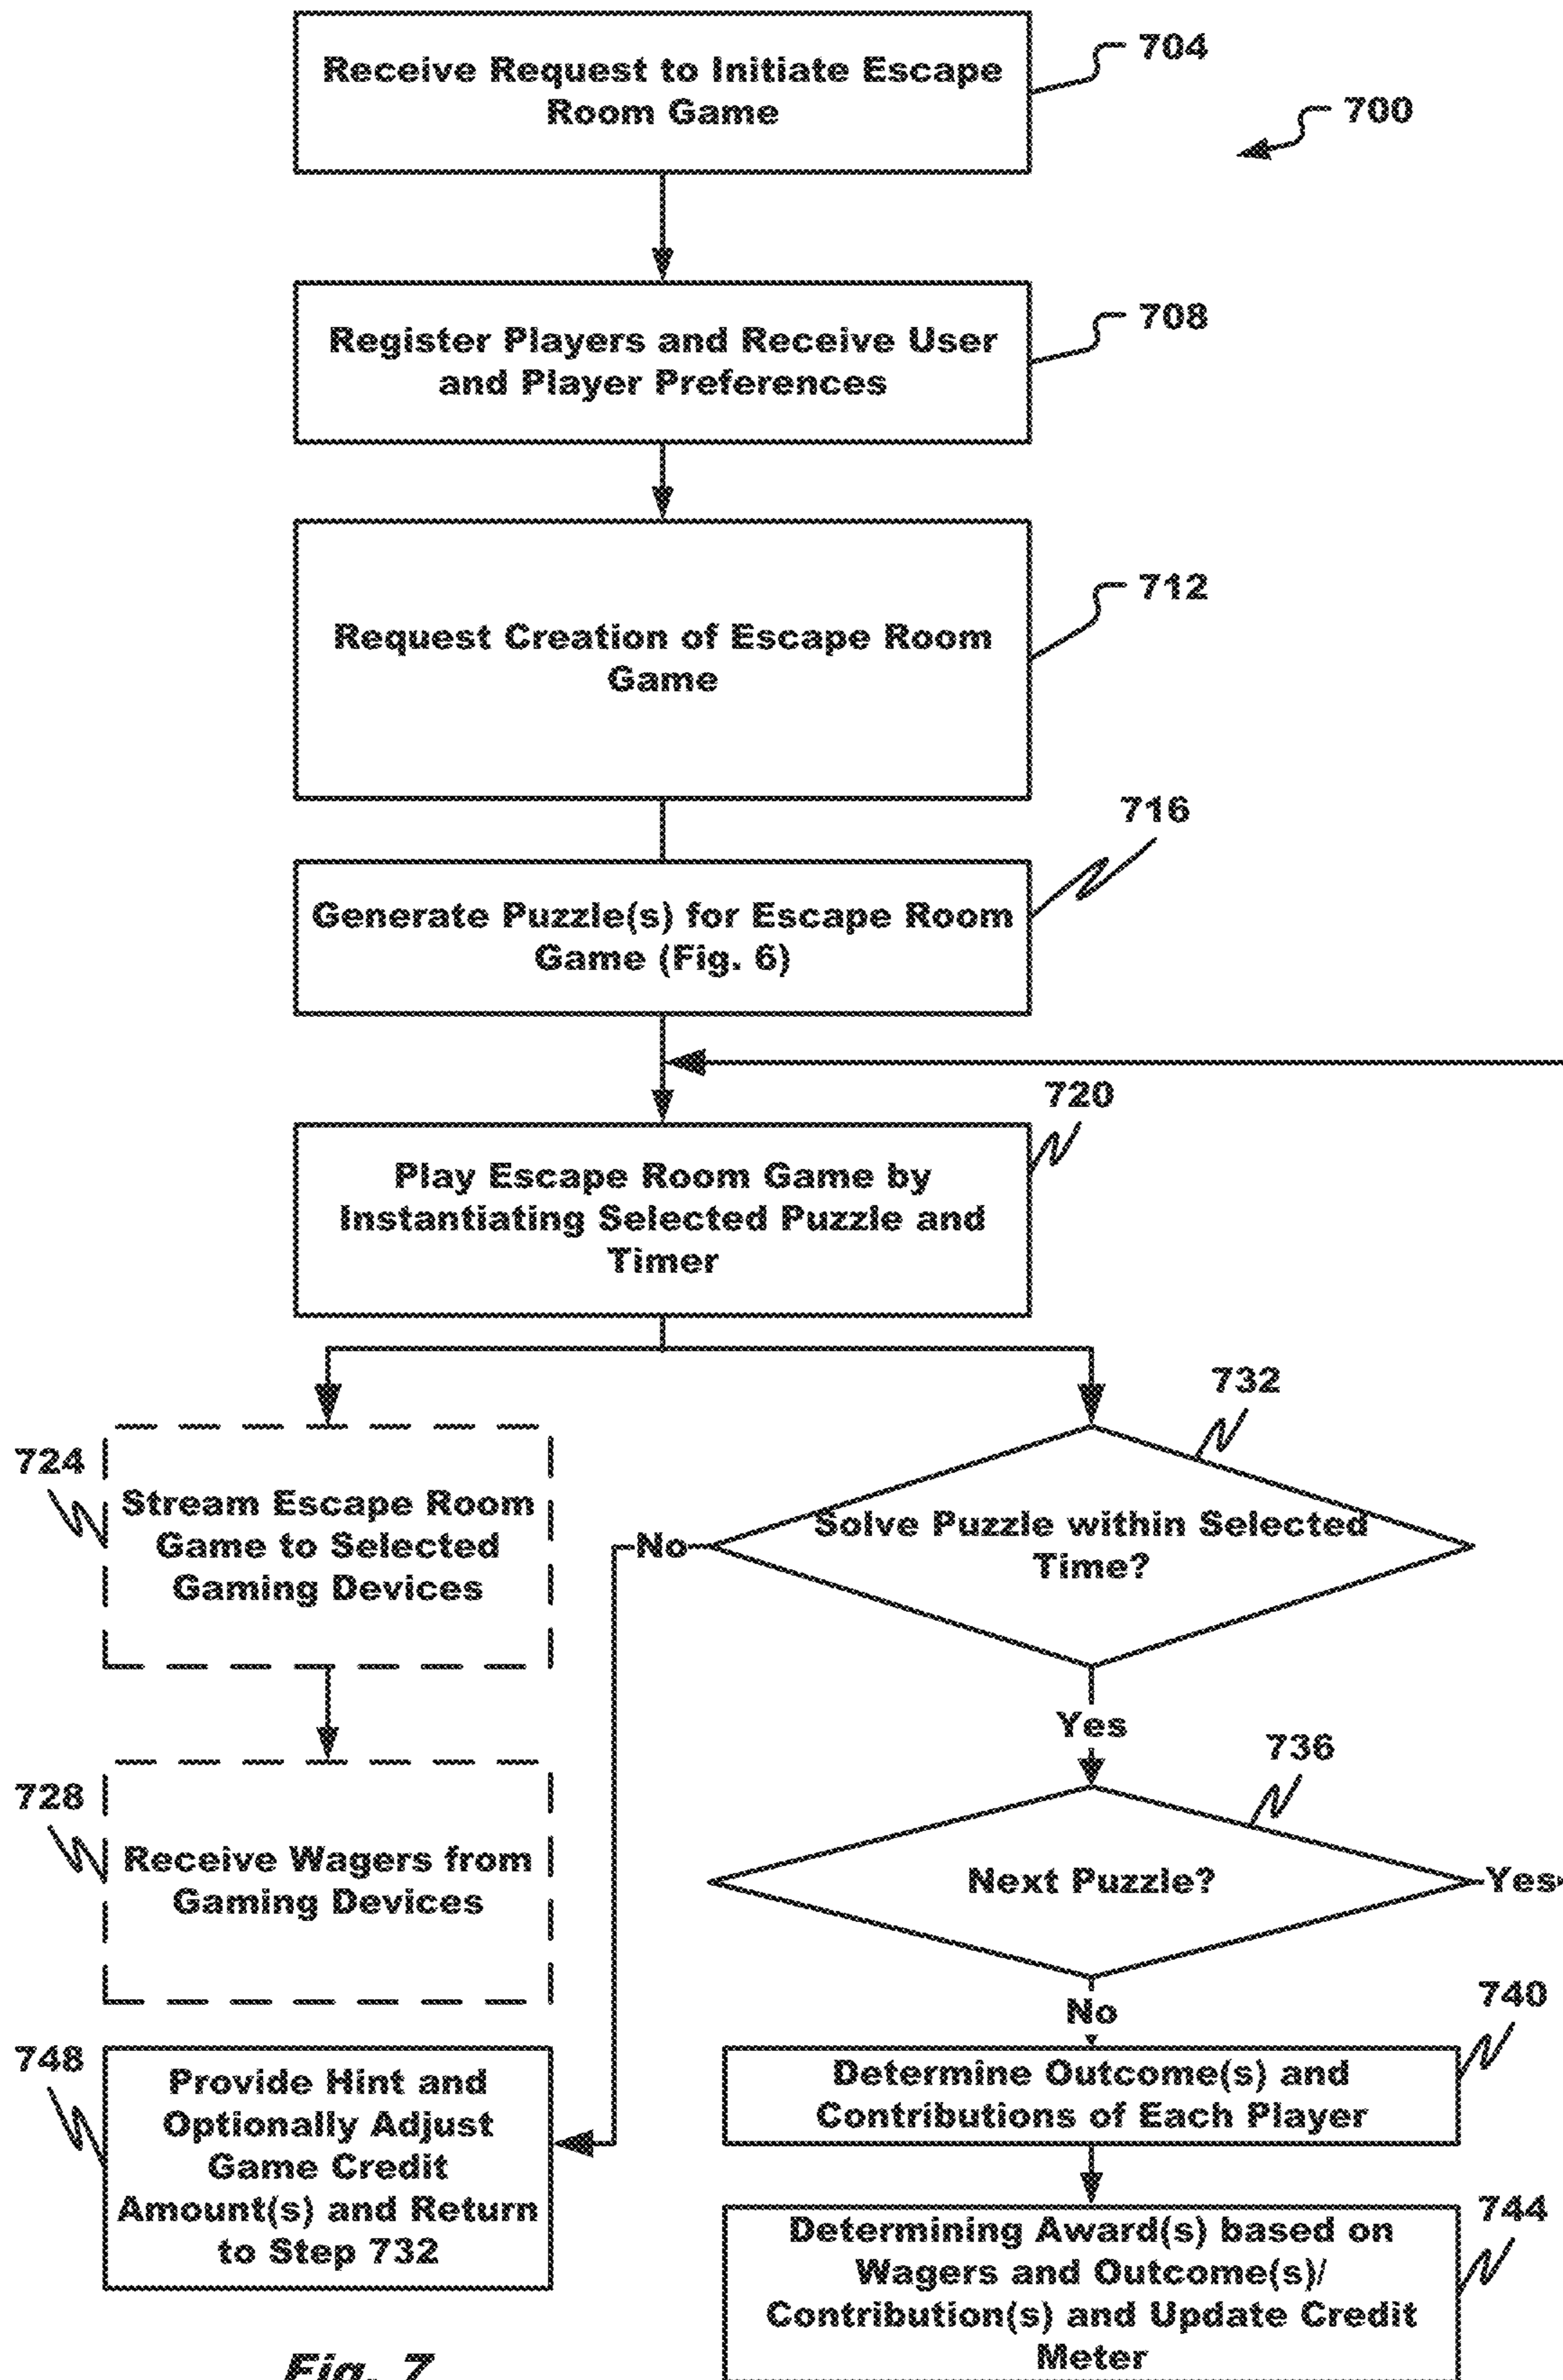 Receive Request to Initiate Escape
Room Game
704
700
Register Players and Receive User
and Player Preferences
708
Request Creation of Escape Room
Game
712
716
Generate Puzzle(s) for Escape Room
Game (Fig. 6)
720
Play Escape Room Game by
Instantiating Selected Puzzle and
Timer
732
724
Stream Escape Room
Game to Selected
Gaming Devices
No
Solve Puzzle within Selected
Time?
Yes
736
728
Receive Wagers from
Gaming Devices
Next Puzzle?
Yes
No
740
748
Provide Hint and
Optionally Adjust
Game Credit
Amount(s) and Return
to Step 732
Determine Outcome(s) and
Contributions of Each Player
744
Determining Award(s) based on
Wagers and Outcome(s)/
Contribution(s) and Update Credit
Meter
Fig. 7